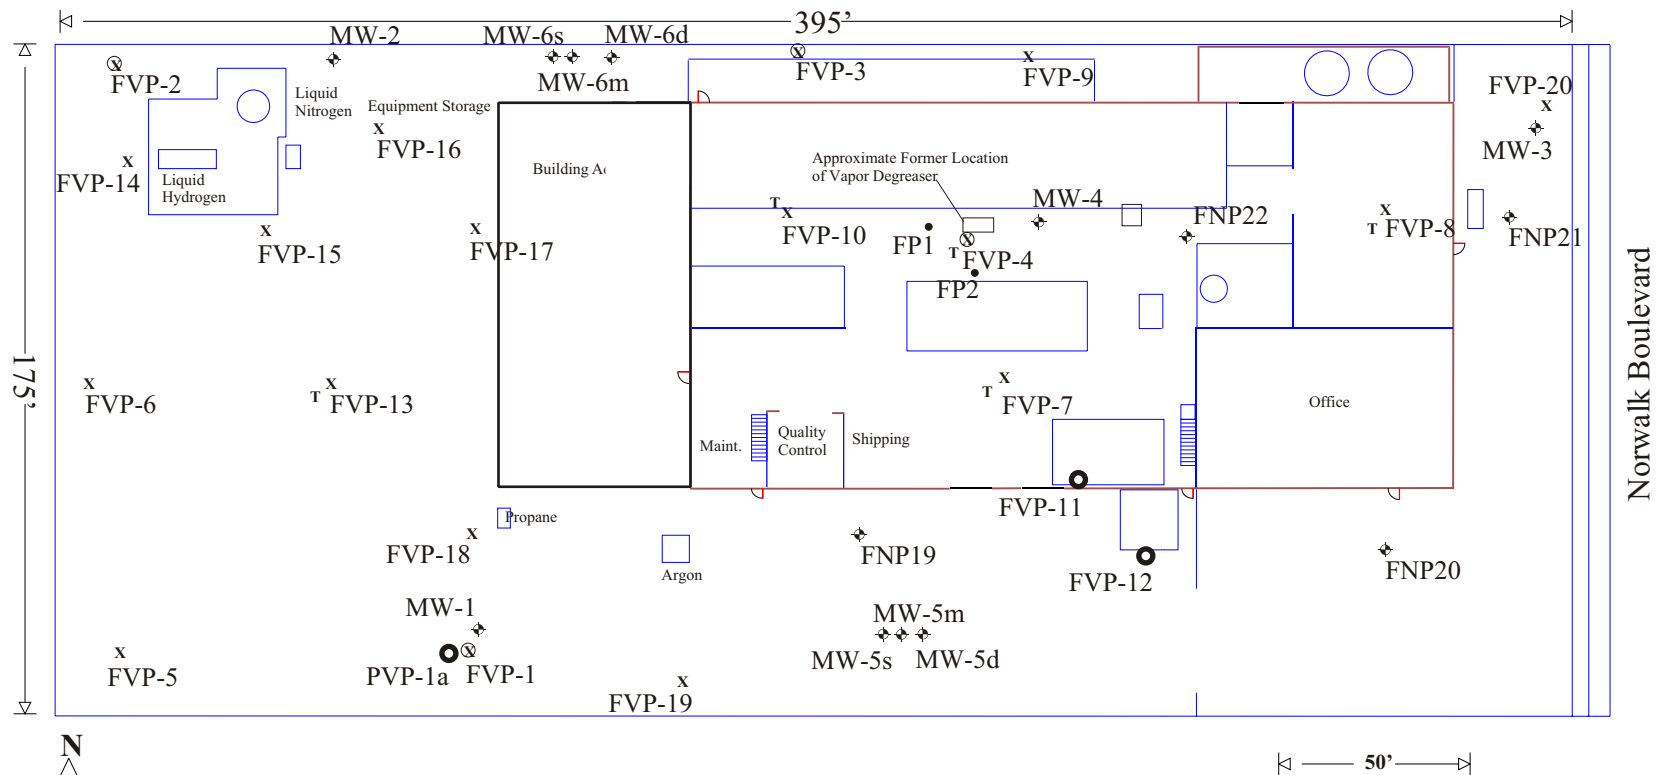 395'
MW-2
MW-6s
MW-6d
FVP-2
MW-6m
FVP-3
FVP-9
FVP-20
Liquid
Nitrogen
Equipment Storage
X
FVP-16
X
MW-3
FVP-14
Liquid
Hydrogen
Building Ad
Approximate Former Location
of Vapor Degreaser
X
FVP-15
X
FVP-17
T
X
FVP-10
FP1
MW-4
T
X
FVP-4
FP2
FNP22
X
T
FVP-8
FNP21
Norwalk Boulevard
175'
X
FVP-6
T
X
FVP-13
T
X
FVP-7
Office
Maint.
Quality
Control
Shipping
FVP-11
Propane
X
FVP-18
Argon
FNP19
FVP-12
FNP20
MW-1
MW-5m
X
FVP-5
PVP-1a
X
FVP-1
MW-5s
MW-5d
X
FVP-19
N
50'